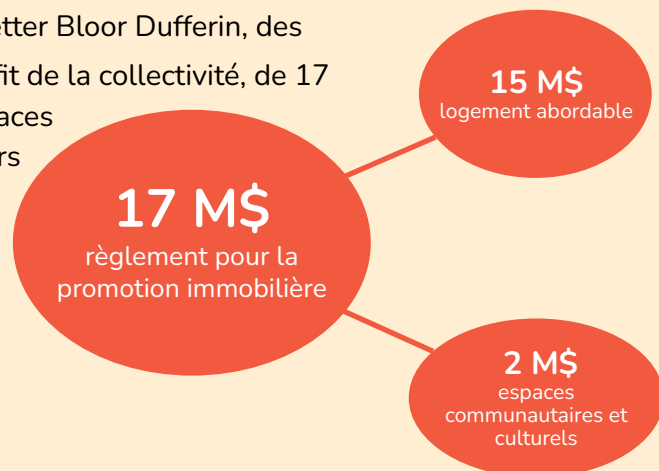 etter Bloor Dufferin, des
fit de la collectivité, de 17
aces
rs
17 M$
règlement pour la
promotion immobilière
15 M$
logement abordable
2 M$
espaces
communautaires et
culturels